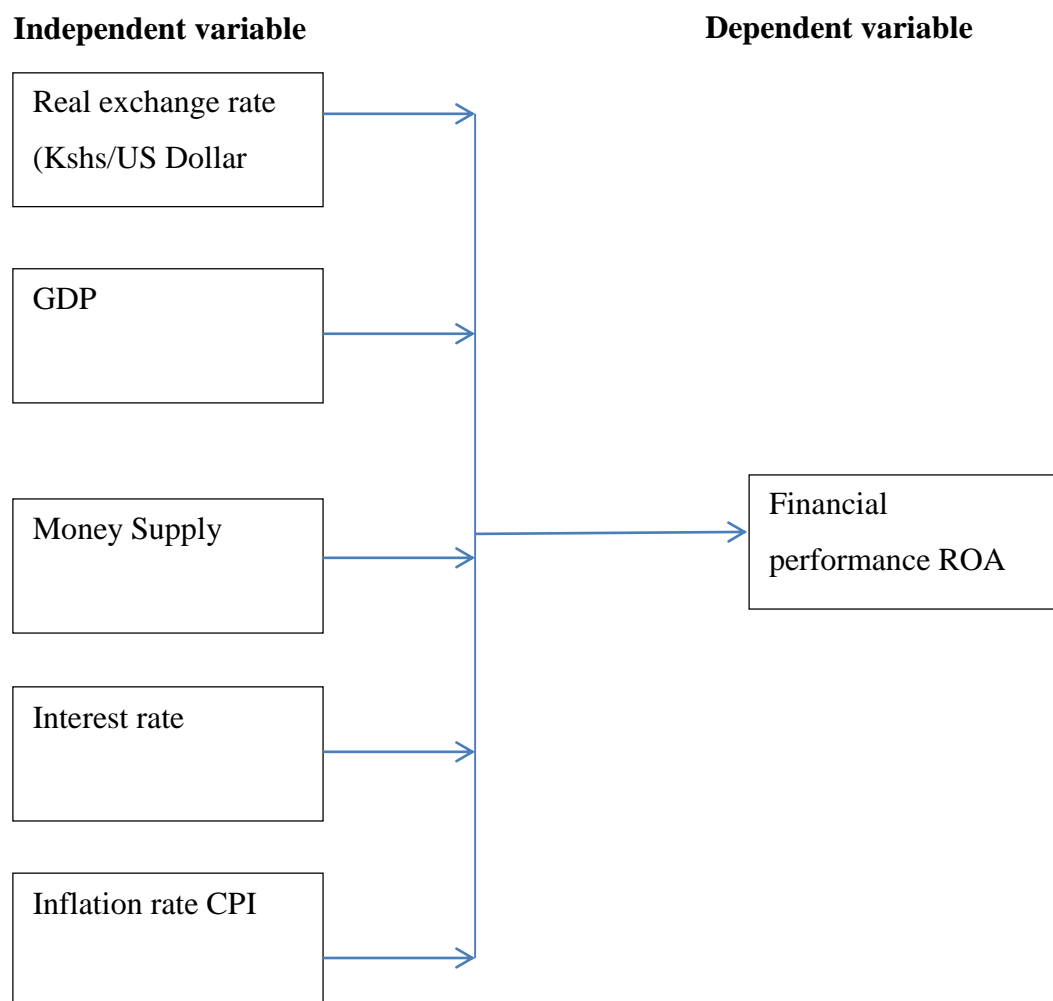 Independent variable
Dependent variable
Real exchange rate
(Kshs/US Dollar
GDP
Money Supply
Financial
performance ROA
Interest rate
Inflation rate CPI